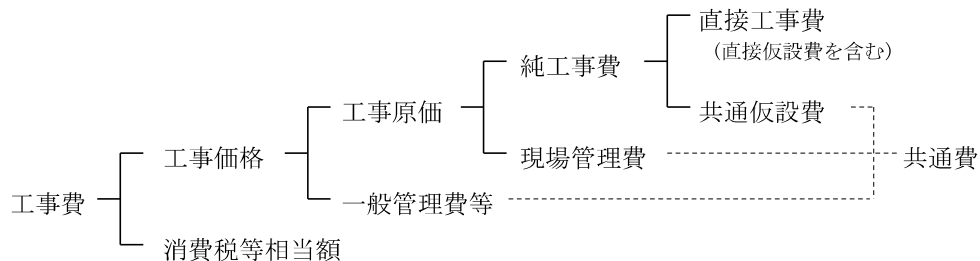 直接工事費
（直接仮設費を含む）
純工事費
工事原価
共通仮設費
工事価格
現場管理費
共通費
工事費
一般管理費等
消費税等相当額